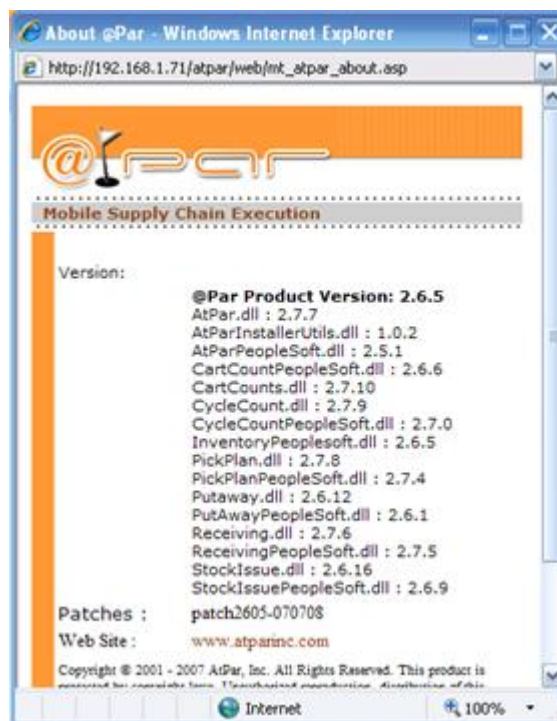 About @Par - Windows Internet Explorer
http://192.168.1.71/atpar/web/mt_atpar_about.asp
@Par
Mobile Supply Chain Execution
Version:
@Par Product Version: 2.6.5
AtPar.dll : 2.7.7
AtParInstallerUtils.dll : 1.0.2
AtParPeopleSoft.dll : 2.5.1
CartCountPeopleSoft.dll : 2.6.6
CartCounts.dll : 2.7.10
CycleCount.dll : 2.7.9
CycleCountPeopleSoft.dll : 2.7.0
InventoryPeoplesoft.dll : 2.6.5
PickPlan.dll : 2.7.8
PickPlanPeopleSoft.dll : 2.7.4
Putaway.dll : 2.6.12
PutAwayPeopleSoft.dll : 2.6.1
Receiving.dll : 2.7.6
ReceivingPeopleSoft.dll : 2.7.5
StockIssue.dll : 2.6.16
StockIssuePeopleSoft.dll : 2.6.9
Patches : patch2605-070708
Web Site : www.atparinc.com
Copyright © 2001 - 2007 AtPar, Inc. All Rights Reserved. This product is
Internet 100%